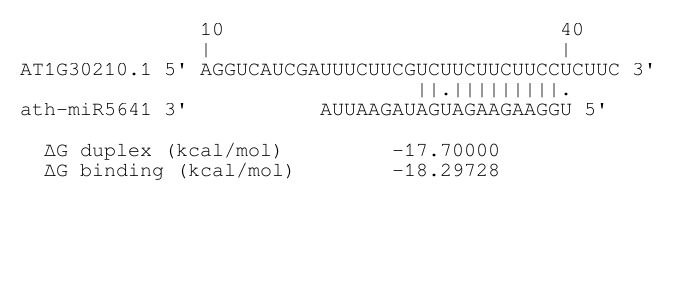 10 40
| |
AT1G30210.1 5' AGGUCAUCGAUUUCUUCGUCUUCUUCUUCCUCUUC 3'
||.|||||||||.
ath-miR5641 3' AUUAAGAUAGUAGAAGAAGGU 5'
ΔG duplex (kcal/mol) -17.70000
ΔG binding (kcal/mol) -18.29728